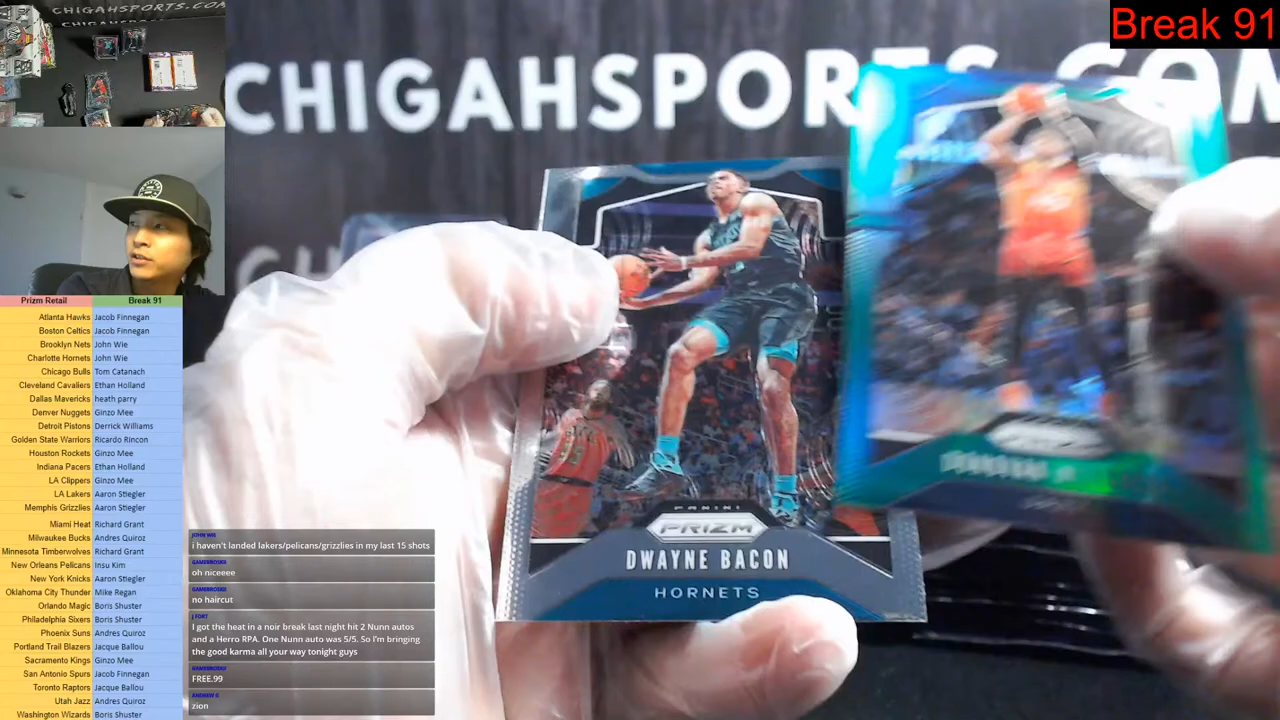 CHIGAHSPORTS.COM
Break 91
CHIGAHSPORTS.COM
PANINI
PRIZM
DWAYNE BACON
HORNETS
PRIZM
Prizm Retail Break 91
Atlanta Hawks Jacob Finnegan
Boston Celtics Jacob Finnegan
Brooklyn Nets John Wie
Charlotte Hornets John Wie
Chicago Bulls Tom Catanach
Cleveland Cavaliers Ethan Holland
Dallas Mavericks heath parry
Denver Nuggets Ginzo Mee
Detroit Pistons Derrick Williams
Golden State Warriors Ricardo Rincon
Houston Rockets Ginzo Mee
Indiana Pacers Ethan Holland
LA Clippers Ginzo Mee
LA Lakers Aaron Stiegler
Memphis Grizzlies Aaron Stiegler
Miami Heat Richard Grant
Milwaukee Bucks Andres Quiroz
Minnesota Timberwolves Richard Grant
New Orleans Pelicans Insu Kim
New York Knicks Aaron Stiegler
Oklahoma City Thunder Mike Regan
Orlando Magic Boris Shuster
Philadelphia Sixers Boris Shuster
Phoenix Suns Andres Quiroz
Portland Trail Blazers Jacque Ballou
Sacramento Kings Ginzo Mee
San Antonio Spurs Jacob Finnegan
Toronto Raptors Jacque Ballou
Utah Jazz Andres Quiroz
Washington Wizards Boris Shuster
JOHN WIE
i haven't landed lakers/pelicans/grizzlies in my last 15 shots
oh niceeee
no haircut
J FORT
I got the heat in a noir break last night hit 2 Nunn autos
and a Herro RPA. One Nunn auto was 5/5. So I'm bringing
the good karma all your way tonight guys
FREE.99
zion